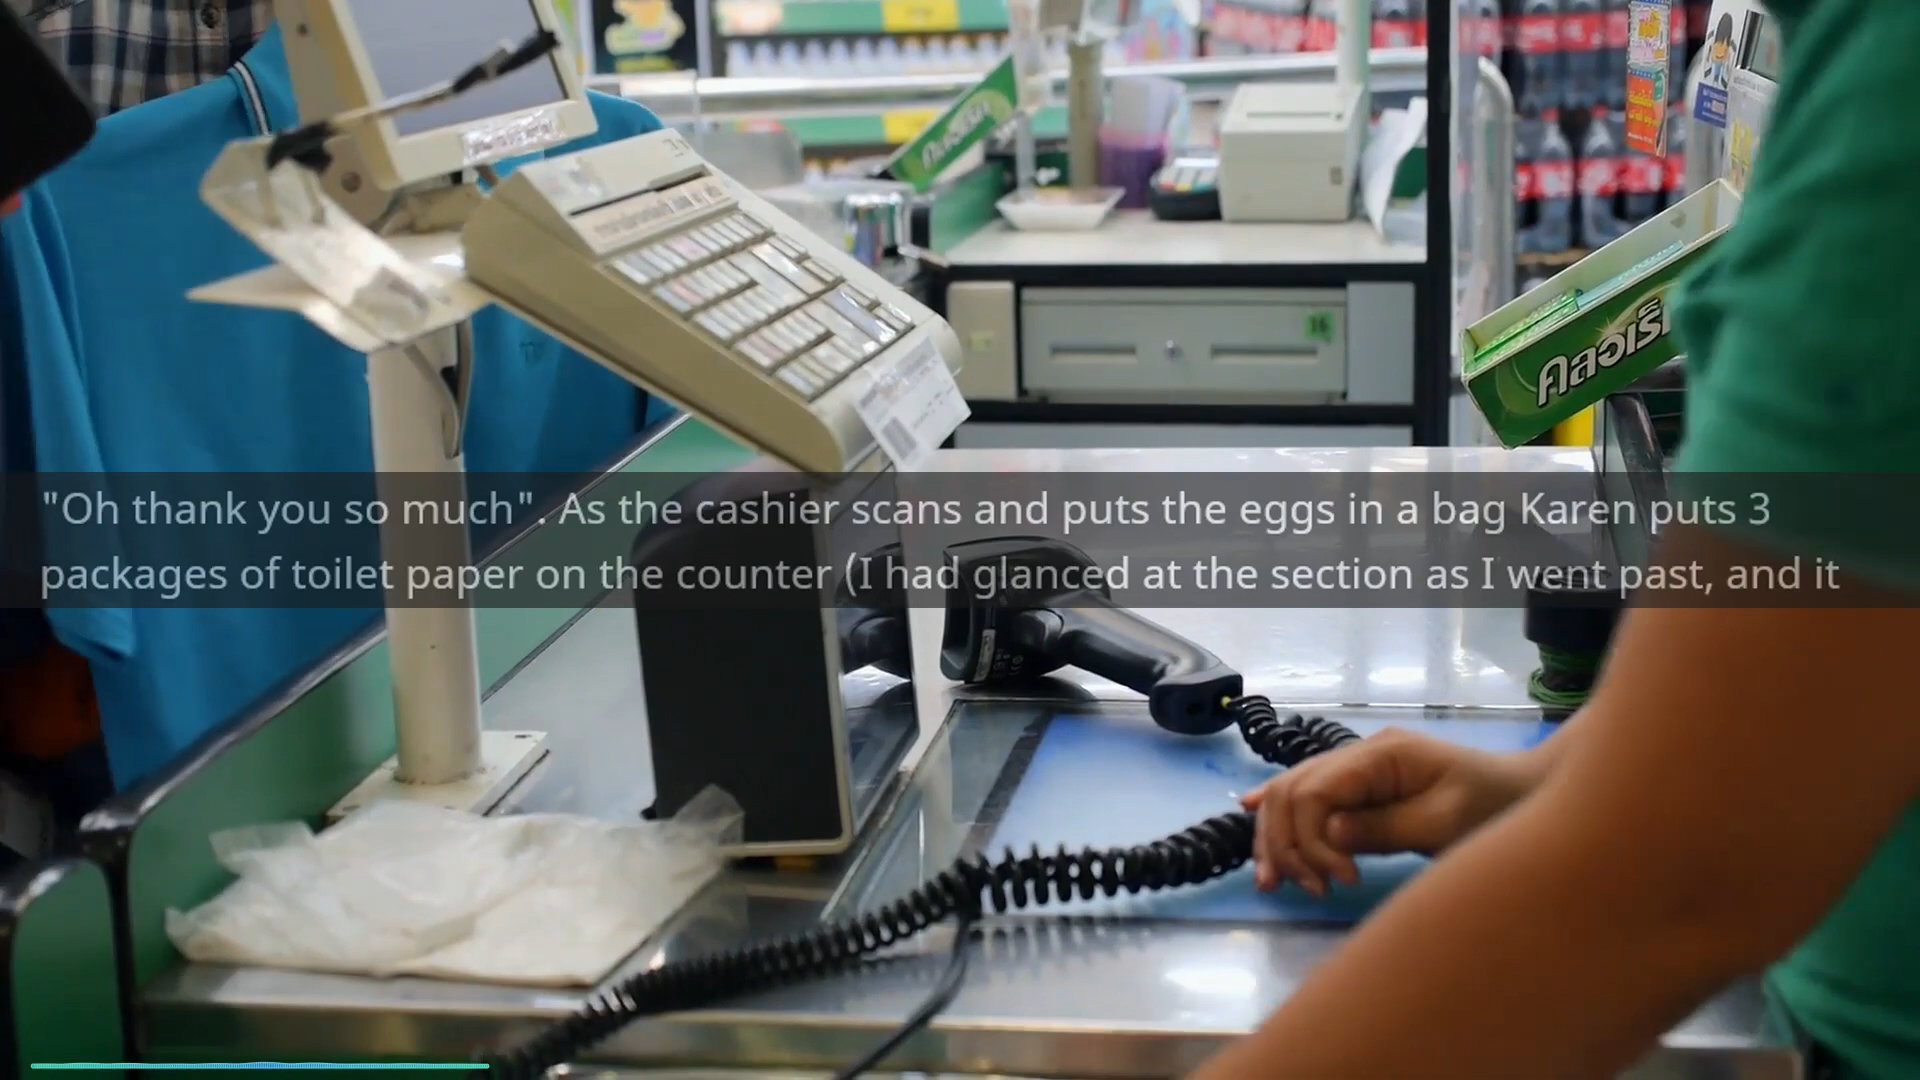 คลอเร็
16
"Oh thank you so much". As the cashier scans and puts the eggs in a bag Karen puts 3
packages of toilet paper on the counter (I had glanced at the section as I went past, and it